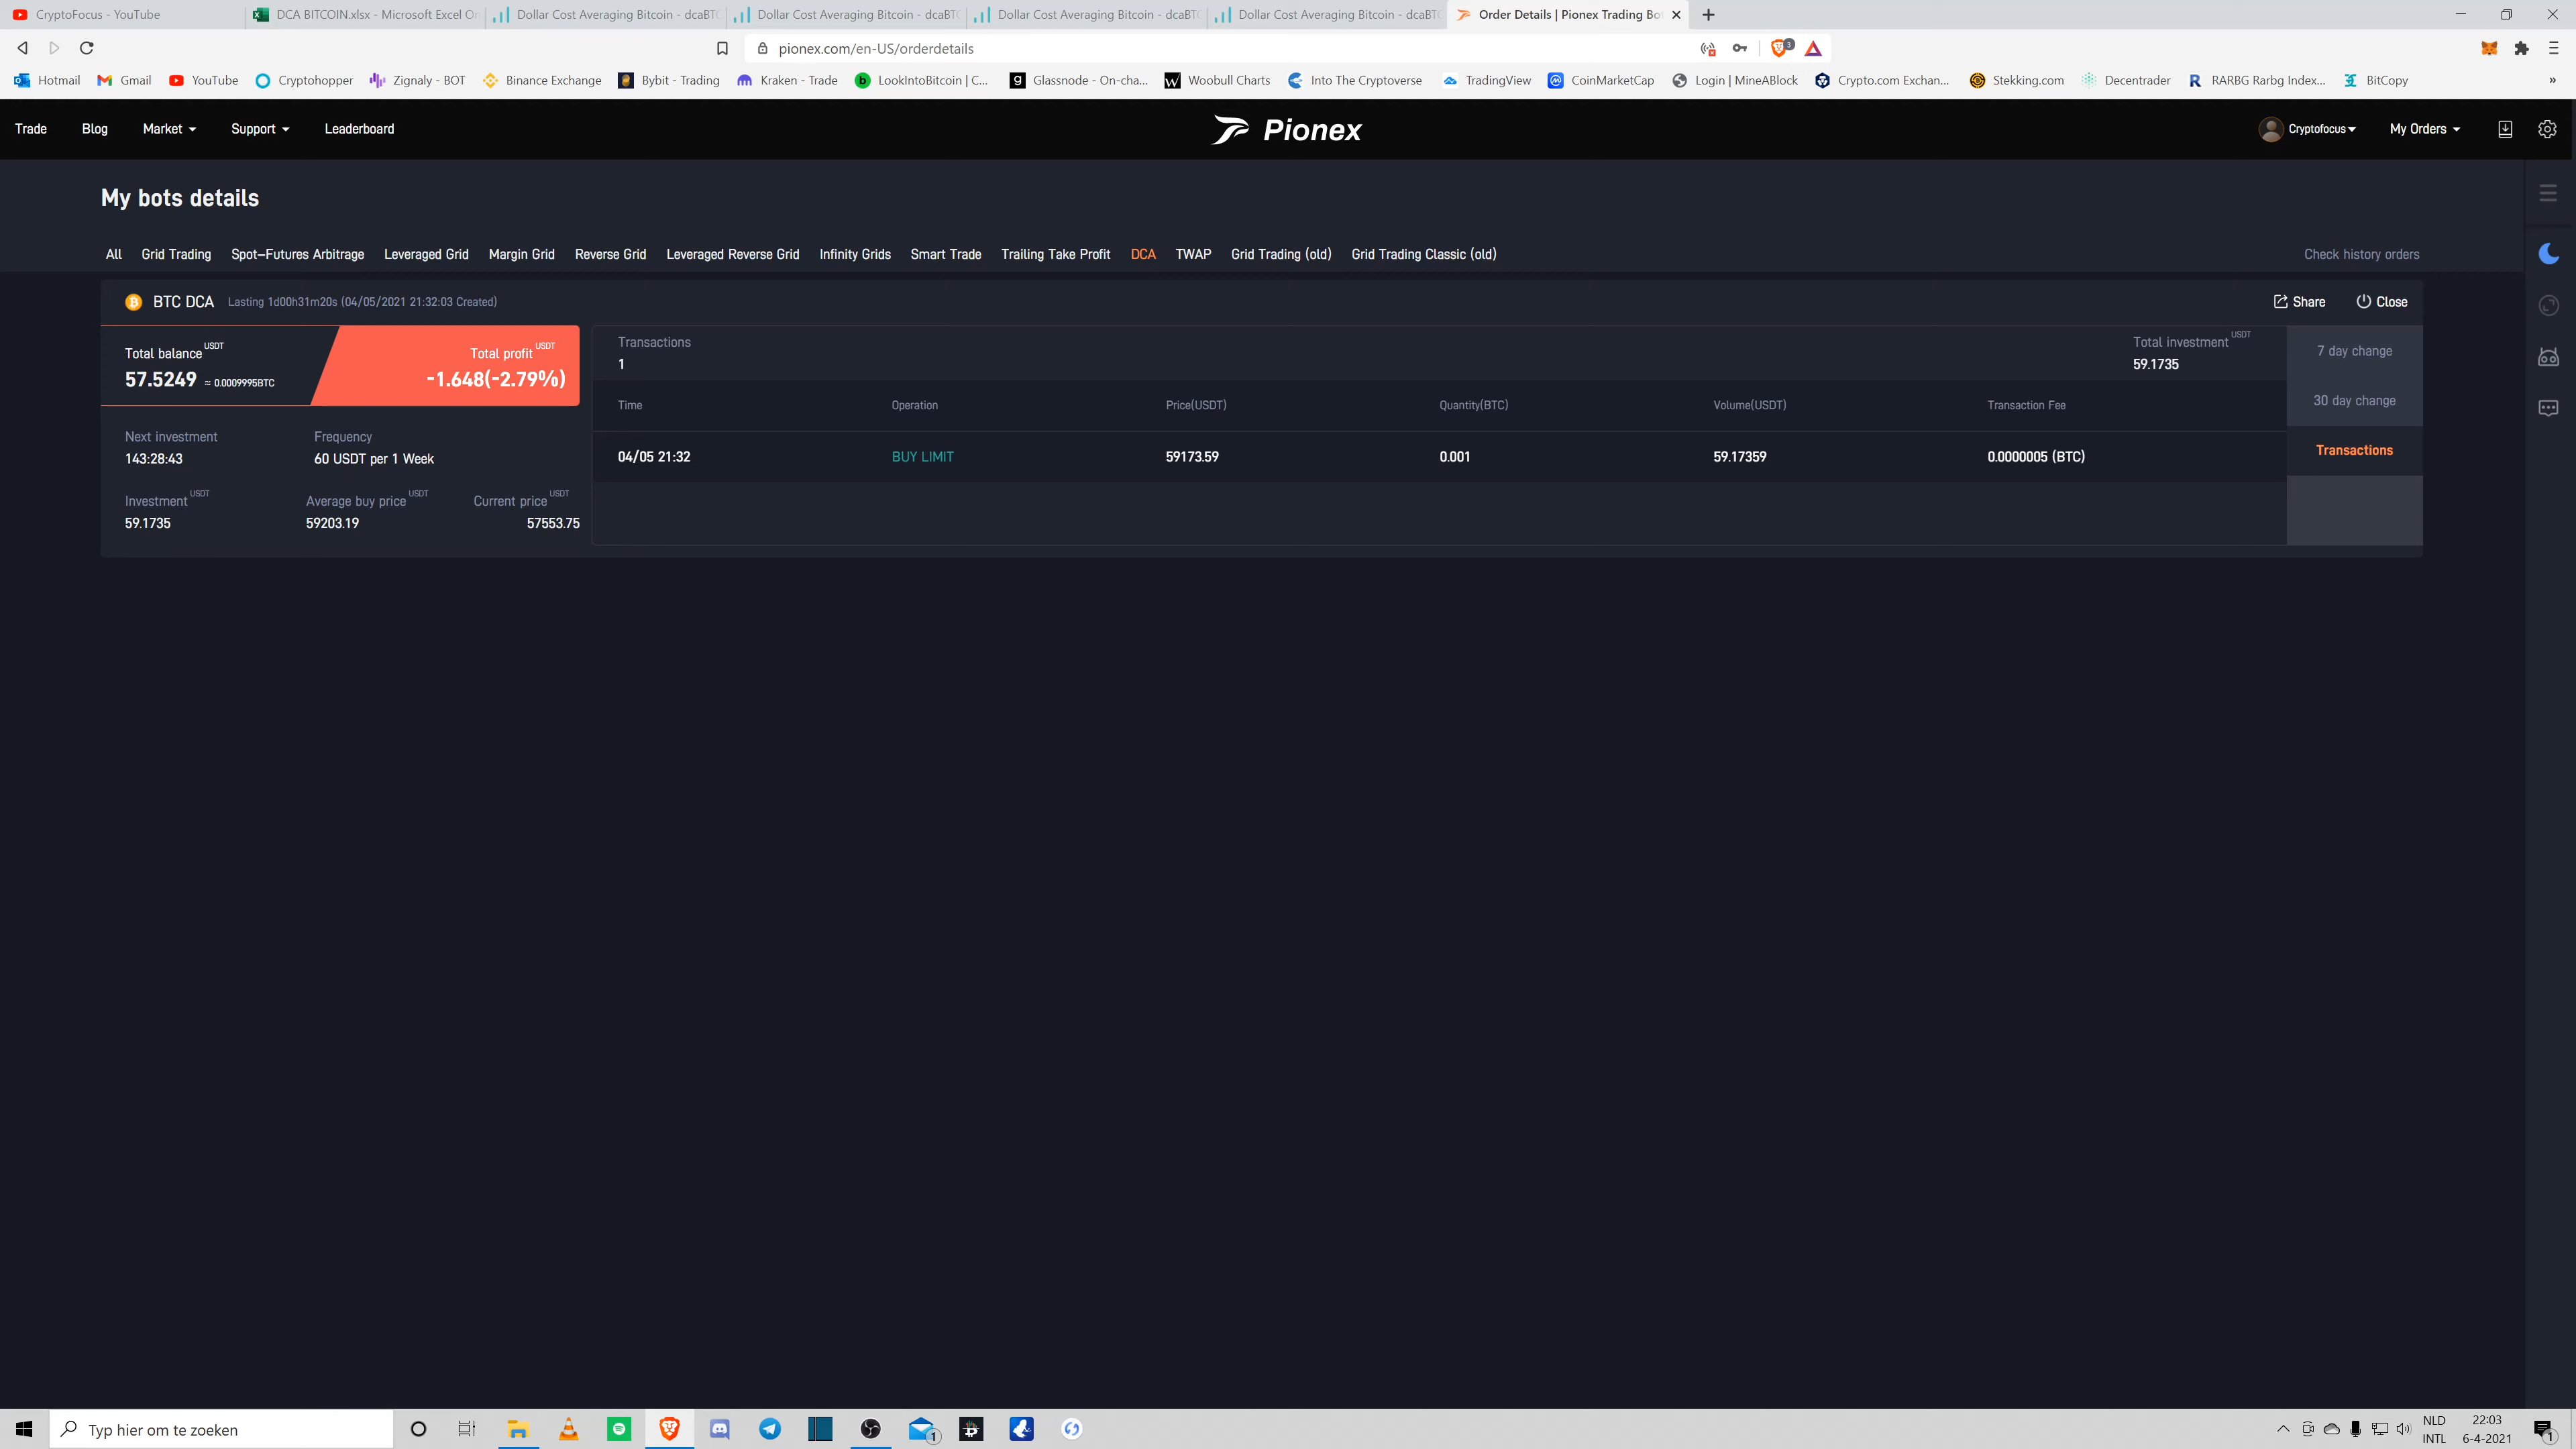 CryptoFocus - YouTube
DCA BITCOIN.xlsx - Microsoft Excel On
Dollar Cost Averaging Bitcoin - dcaBTC
Dollar Cost Averaging Bitcoin - dcaBTC
Dollar Cost Averaging Bitcoin - dcaBTC
Dollar Cost Averaging Bitcoin - dcaBTC
Order Details | Pionex Trading Bo
pionex.com/en-US/orderdetails
3
Hotmail
Gmail
YouTube
Cryptohopper
Zignaly - BOT
Binance Exchange
Bybit - Trading
Kraken - Trade
LookIntoBitcoin | C...
Glassnode - On-cha...
Woobull Charts
Into The Cryptoverse
TradingView
CoinMarketCap
Login | MineABlock
Crypto.com Exchan...
Stekking.com
Decentrader
RARBG Rarbg Index...
BitCopy
»
Trade
Blog
Market
Support
Leaderboard
Pionex
Cryptofocus
My Orders
My bots details
All
Grid Trading
Spot-Futures Arbitrage
Leveraged Grid
Margin Grid
Reverse Grid
Leveraged Reverse Grid
Infinity Grids
Smart Trade
Trailing Take Profit
DCA
TWAP
Grid Trading (old)
Grid Trading Classic (old)
Check history orders
BTC DCA
Lasting 1d00h31m20s (04/05/2021 21:32:03 Created)
Share
Close
Total balance USDT
57.5249 ≈ 0.0009995BTC
Total profit USDT
-1.648(-2.79%)
Next investment
143:28:43
Frequency
60 USDT per 1 Week
Investment USDT
59.1735
Average buy price USDT
59203.19
Current price USDT
57553.75
Transactions
1
Total investment USDT
59.1735
Time
Operation
Price(USDT)
Quantity(BTC)
Volume(USDT)
Transaction Fee
04/05 21:32
BUY LIMIT
59173.59
0.001
59.17359
0.0000005 (BTC)
7 day change
30 day change
Transactions
Typ hier om te zoeken
1
NLD
INTL
22:03
6-4-2021
1